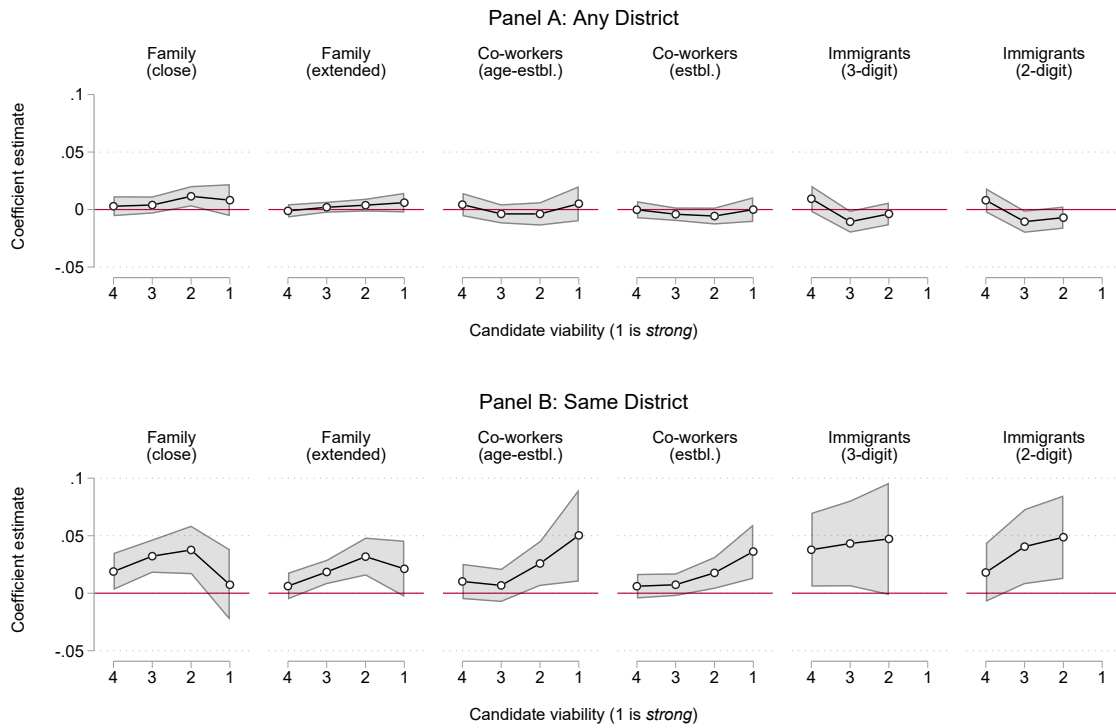 Panel A: Any District
Family
(close)
Family
(extended)
Co-workers
(age-estbl.)
Co-workers
(estbl.)
Immigrants
(3-digit)
Immigrants
(2-digit)
Coefficient estimate
.1
.05
0
-.05
4 3 2 1
4 3 2 1
4 3 2 1
4 3 2 1
4 3 2 1
4 3 2 1
Candidate viability (1 is strong)
Panel B: Same District
Family
(close)
Family
(extended)
Co-workers
(age-estbl.)
Co-workers
(estbl.)
Immigrants
(3-digit)
Immigrants
(2-digit)
Coefficient estimate
.1
.05
0
-.05
4 3 2 1
4 3 2 1
4 3 2 1
4 3 2 1
4 3 2 1
4 3 2 1
Candidate viability (1 is strong)